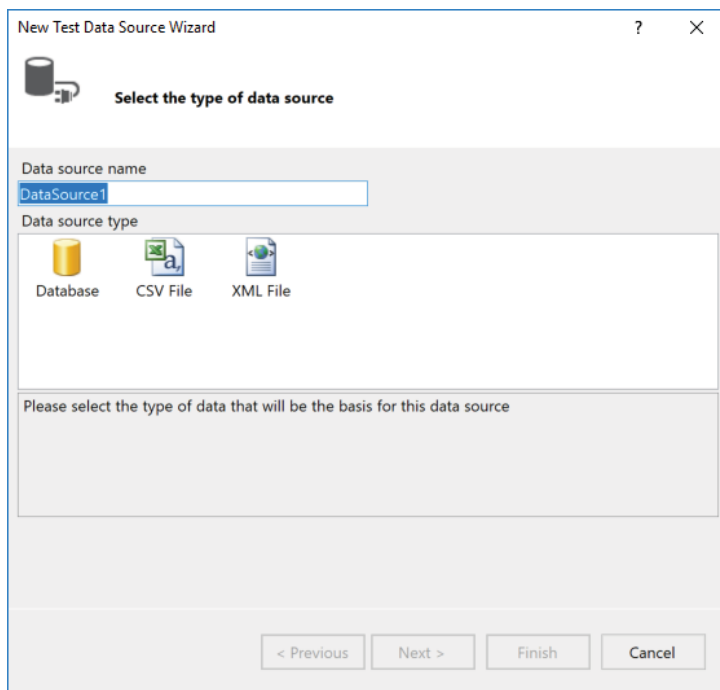 New Test Data Source Wizard ?
Select the type of data source
Data source name
DataSource1
Data source type
a,
Database CSV File XML File
Please select the type of data that will be the basis for this data source
< Previous Next > Finish Cancel